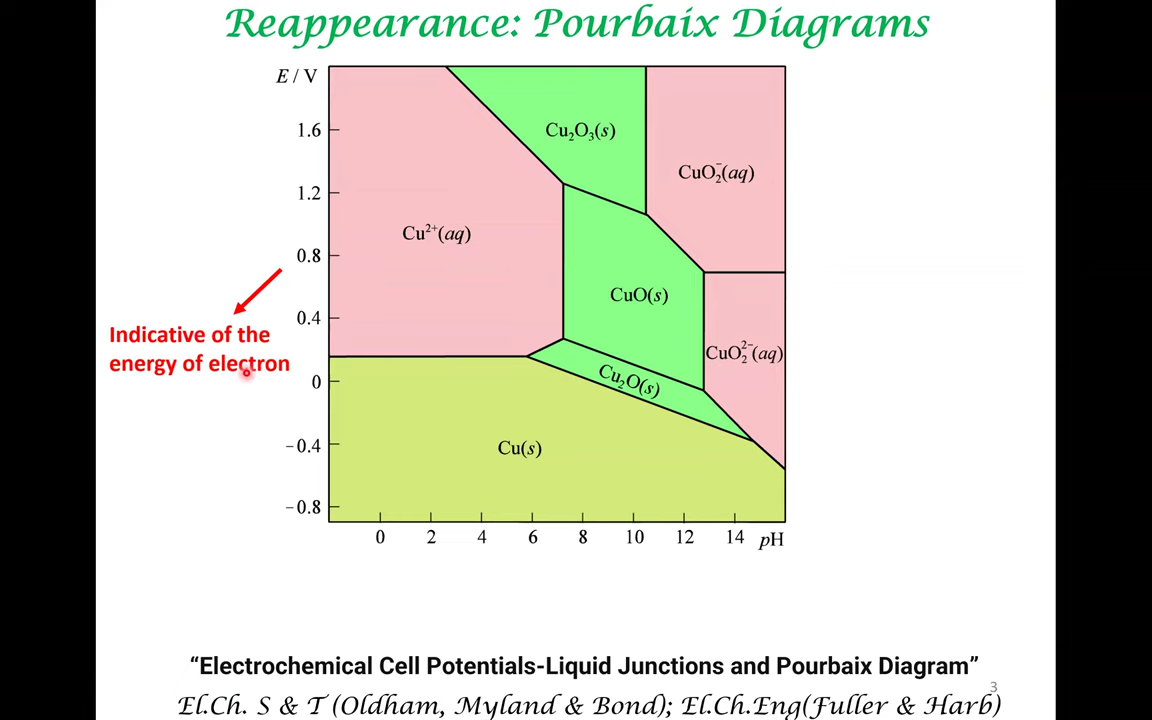 Reappearance: Pourbaix Diagrams
E / V
1.6
1.2
0.8
0.4
0
−0.4
−0.8
Cu₂O₃(s)
CuO₂⁻(aq)
Cu²⁺(aq)
CuO(s)
CuO₂²⁻(aq)
Cu₂O(s)
Cu(s)
Indicative of the
energy of electron
0 2 4 6 8 10 12 14 pH
“Electrochemical Cell Potentials-Liquid Junctions and Pourbaix Diagram”
3
El.Ch. S & T (Oldham, Myland & Bond); El.Ch.Eng(Fuller & Harb)